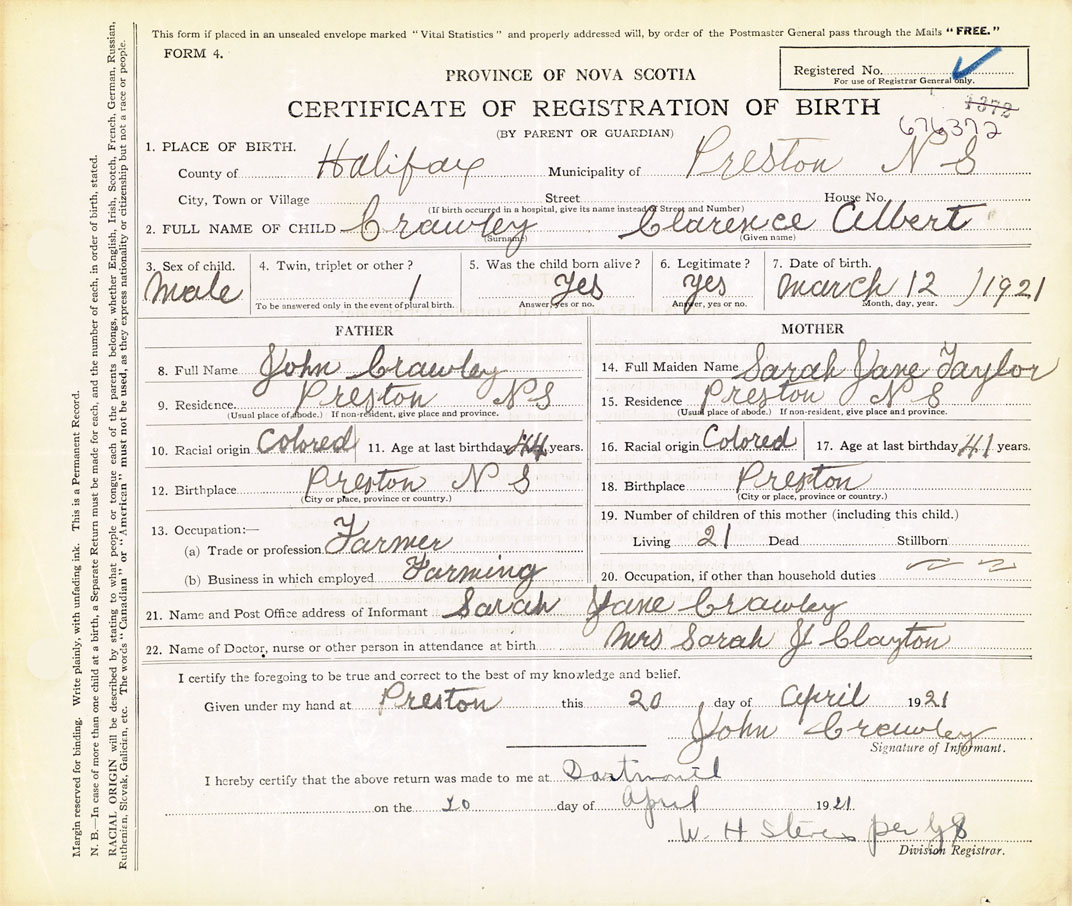 This form if placed in an unsealed envelope marked "Vital Statistics" and properly addressed will, by order of the Postmaster General pass through the Mails "FREE."
FORM 4.
Registered No.
For use of Registrar General only.
PROVINCE OF NOVA SCOTIA
CERTIFICATE OF REGISTRATION OF BIRTH
1372
676372
(BY PARENT OR GUARDIAN)
1. PLACE OF BIRTH.
County of Halifax Municipality of Preston N S
City, Town or Village Street House No.
(If birth occurred in a hospital, give its name instead of Street and Number)
2. FULL NAME OF CHILD Crawley Clarence Albert
(Surname) (Given name)
3. Sex of child. Male
4. Twin, triplet or other? 1
To be answered only in the event of plural birth.
5. Was the child born alive? Yes
Answer, yes or no.
6. Legitimate? Yes
Answer, yes or no.
7. Date of birth. March 12 / 1921
Month, day, year.
FATHER
8. Full Name John Crawley
9. Residence Preston N S
(Usual place of abode.) If non-resident, give place and province.
10. Racial origin Colored 11. Age at last birthday 44 years.
12. Birthplace Preston N S
(City or place, province or country.)
13. Occupation:—
(a) Trade or profession Farmer
(b) Business in which employed Farming
MOTHER
14. Full Maiden Name Sarah Jane Taylor
15. Residence Preston N S
(Usual place of abode.) If non-resident, give place and province.
16. Racial origin Colored 17. Age at last birthday 41 years.
18. Birthplace Preston
(City or place, province or country.)
19. Number of children of this mother (including this child.)
Living 21 Dead Stillborn
20. Occupation, if other than household duties
21. Name and Post Office address of Informant Sarah Jane Crawley
22. Name of Doctor, nurse or other person in attendance at birth Mrs Sarah J Clayton
I certify the foregoing to be true and correct to the best of my knowledge and belief.
Given under my hand at Preston this 20 day of April 1921
John Crawley
Signature of Informant.
I hereby certify that the above return was made to me at Dartmouth
on the 20 day of April 1921
W. H Stevens per
Division Registrar.
Margin reserved for binding. Write plainly, with unfading ink. This is a Permanent Record.
N. B.—In case of more than one child at a birth, a Separate Return must be made for each, and the number of each, in order of birth, stated.
RACIAL ORIGIN will be described by stating to what people or tongue each of the parents belongs, whether English, Irish, Scotch, French, German, Russian,
Ruthenian, Slovak, Galician, etc. The words "Canadian" or "American" must not be used, as they express nationality or citizenship but not a race or people.